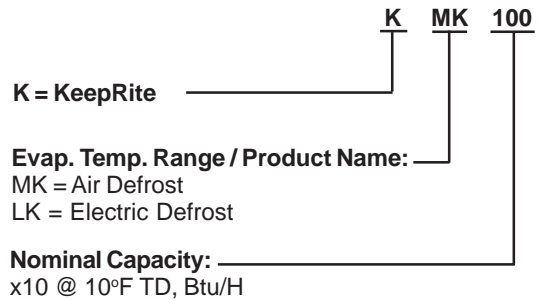 K MK 100
K = KeepRite
Evap. Temp. Range / Product Name:
MK = Air Defrost
LK = Electric Defrost
Nominal Capacity:
x10 @ 10°F TD, Btu/H